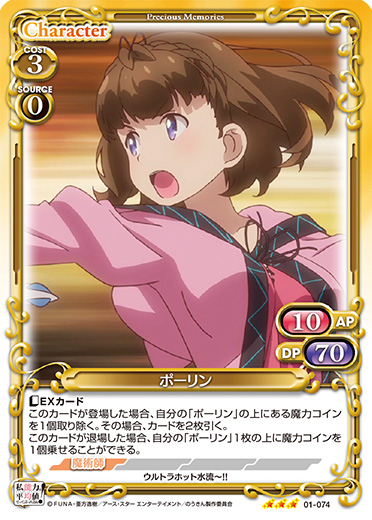 Precious Memories
Character
COST
3
SOURCE
0
10 AP
DP 70
ポーリン
EXカード
このカードが登場した場合、自分の「ポーリン」の上にある魔力コイン
を1個取り除く。その場合、カードを2枚引く。
このカードが退場した場合、自分の「ポーリン」1枚の上に魔力コインを
1個乗せることができる。
魔術師
ウルトラホット水流～!!
私、能力は
平均値
©FUNA・亜方逸樹/アース・スター エンターテイメント/のうきん製作委員会
01-074